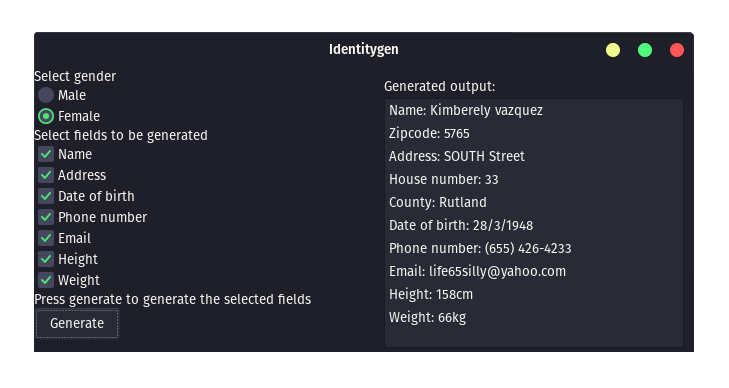 Identitygen
Select gender
Male
Female
Select fields to be generated
Name
Address
Date of birth
Phone number
Email
Height
Weight
Press generate to generate the selected fields
Generate
Generated output:
Name: Kimberely vazquez
Zipcode: 5765
Address: SOUTH Street
House number: 33
County: Rutland
Date of birth: 28/3/1948
Phone number: (655) 426-4233
Email: life65silly@yahoo.com
Height: 158cm
Weight: 66kg